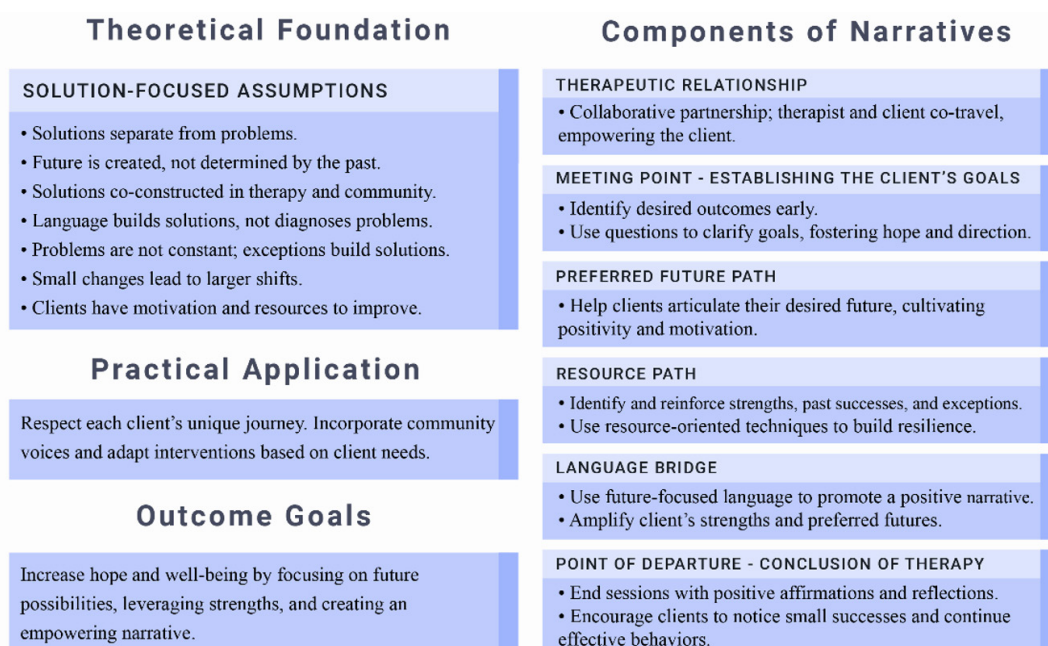 Theoretical Foundation
SOLUTION-FOCUSED ASSUMPTIONS
• Solutions separate from problems.
• Future is created, not determined by the past.
• Solutions co-constructed in therapy and community.
• Language builds solutions, not diagnoses problems.
• Problems are not constant; exceptions build solutions.
• Small changes lead to larger shifts.
• Clients have motivation and resources to improve.
Practical Application
Respect each client’s unique journey. Incorporate community
voices and adapt interventions based on client needs.
Outcome Goals
Increase hope and well-being by focusing on future
possibilities, leveraging strengths, and creating an
empowering narrative.
Components of Narratives
THERAPEUTIC RELATIONSHIP
• Collaborative partnership; therapist and client co-travel,
empowering the client.
MEETING POINT - ESTABLISHING THE CLIENT’S GOALS
• Identify desired outcomes early.
• Use questions to clarify goals, fostering hope and direction.
PREFERRED FUTURE PATH
• Help clients articulate their desired future, cultivating
positivity and motivation.
RESOURCE PATH
• Identify and reinforce strengths, past successes, and exceptions.
• Use resource-oriented techniques to build resilience.
LANGUAGE BRIDGE
• Use future-focused language to promote a positive narrative.
• Amplify client’s strengths and preferred futures.
POINT OF DEPARTURE - CONCLUSION OF THERAPY
• End sessions with positive affirmations and reflections.
• Encourage clients to notice small successes and continue
effective behaviors.